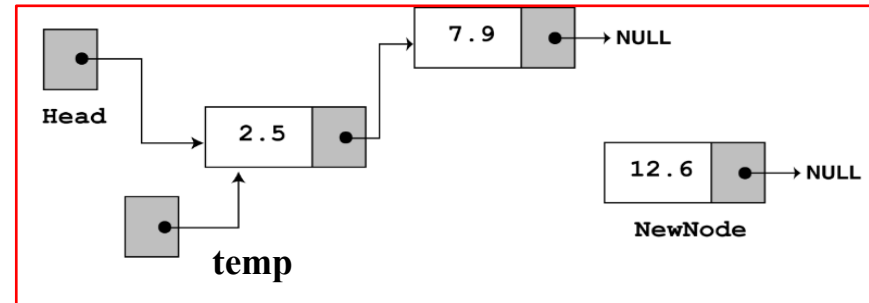 7.9
NULL
Head
2.5
12.6
NULL
NewNode
temp